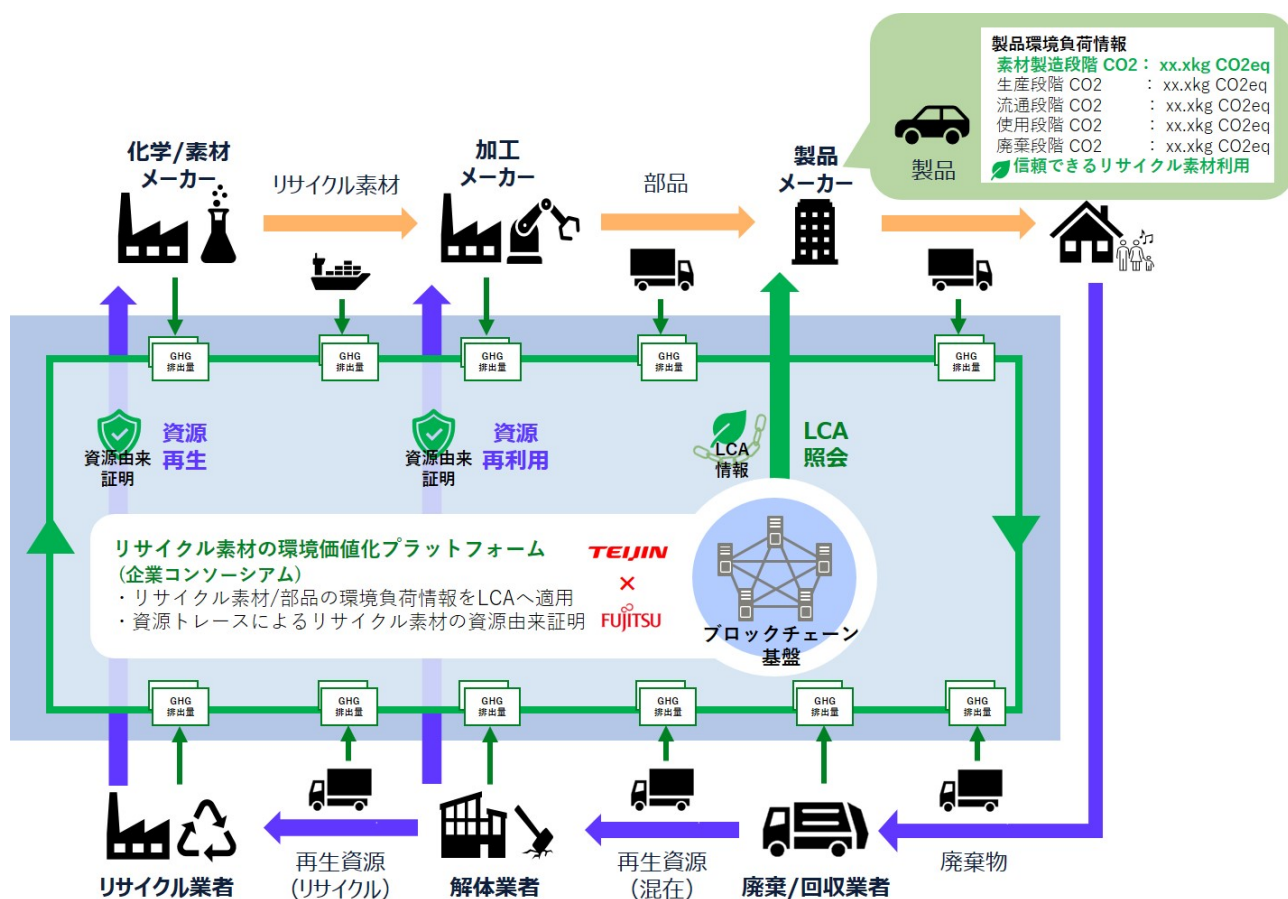 製品環境負荷情報
素材製造段階 CO2： xx.xkg CO2eq
生産段階 CO2 ： xx.xkg CO2eq
流通段階 CO2 ： xx.xkg CO2eq
使用段階 CO2 ： xx.xkg CO2eq
廃棄段階 CO2 ： xx.xkg CO2eq
信頼できるリサイクル素材利用
製品
化学/素材
メーカー
リサイクル素材
加工
メーカー
部品
製品
メーカー
GHG
排出量
GHG
排出量
GHG
排出量
GHG
排出量
GHG
排出量
資源由来
証明
資源
再生
資源由来
証明
資源
再利用
LCA
情報
LCA
照会
リサイクル素材の環境価値化プラットフォーム
(企業コンソーシアム)
・リサイクル素材/部品の環境負荷情報をLCAへ適用
・資源トレースによるリサイクル素材の資源由来証明
TEIJIN
×
FUJITSU
ブロックチェーン
基盤
GHG
排出量
GHG
排出量
GHG
排出量
GHG
排出量
GHG
排出量
GHG
排出量
リサイクル業者
再生資源
(リサイクル)
解体業者
再生資源
(混在)
廃棄/回収業者
廃棄物